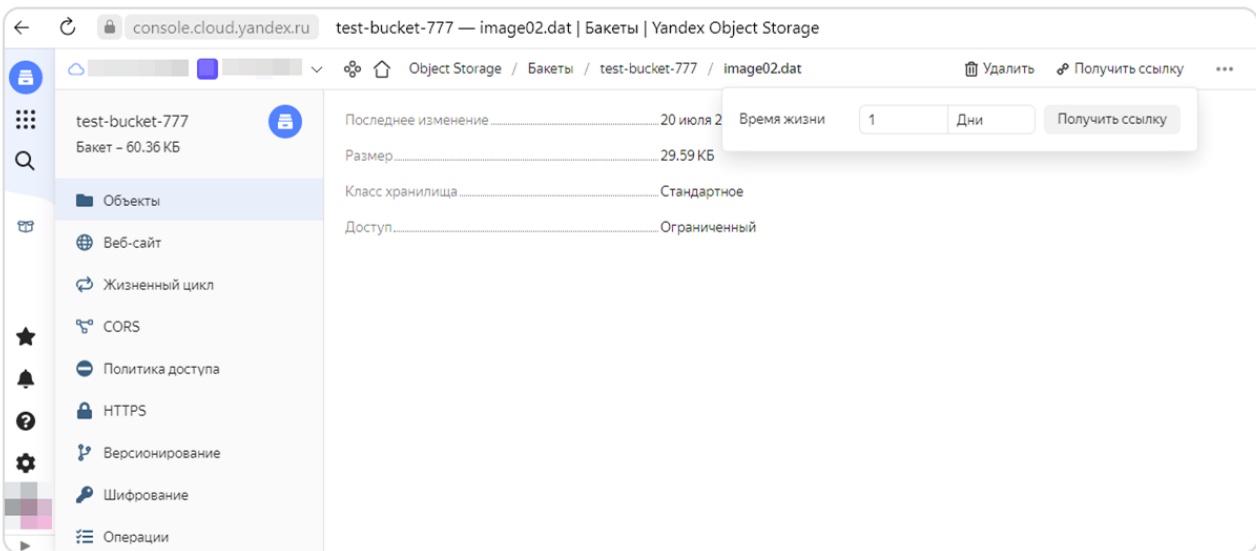 console.cloud.yandex.ru test-bucket-777 — image02.dat | Бакеты | Yandex Object Storage
Object Storage / Бакеты / test-bucket-777 / image02.dat Удалить Получить ссылку
test-bucket-777
Бакет – 60.36 КБ
Объекты
Веб-сайт
Жизненный цикл
CORS
Политика доступа
HTTPS
Версионирование
Шифрование
Операции
Последнее изменение 20 июля 2
Размер 29.59 КБ
Класс хранилища Стандартное
Доступ Ограниченный
Время жизни 1 Дни Получить ссылку